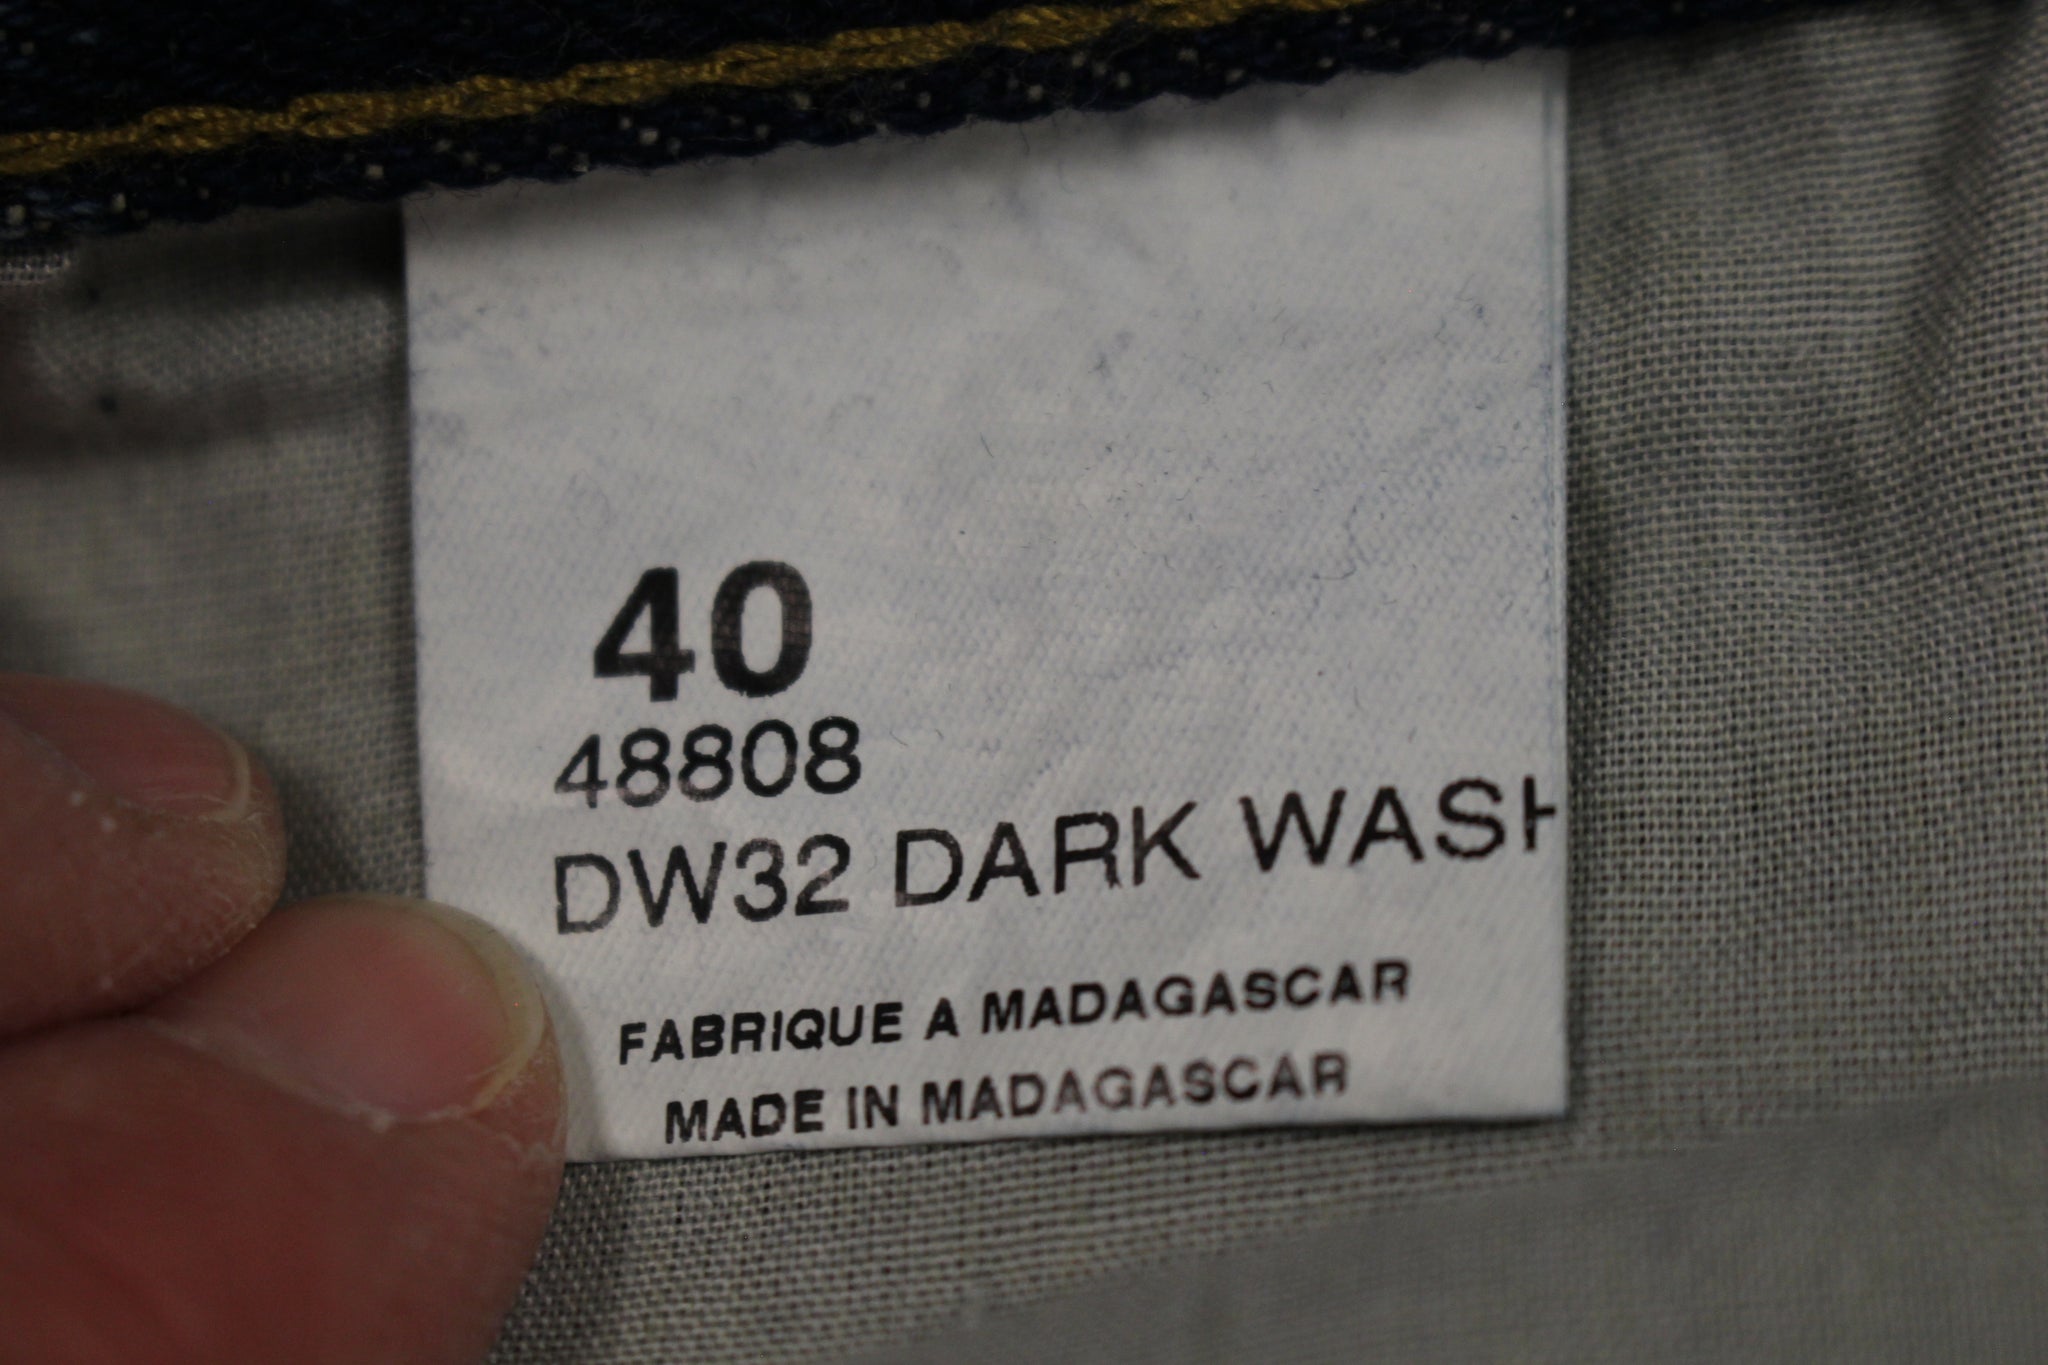 40
48808
DW32 DARK WASH
FABRIQUE A MADAGASCAR
MADE IN MADAGASCAR